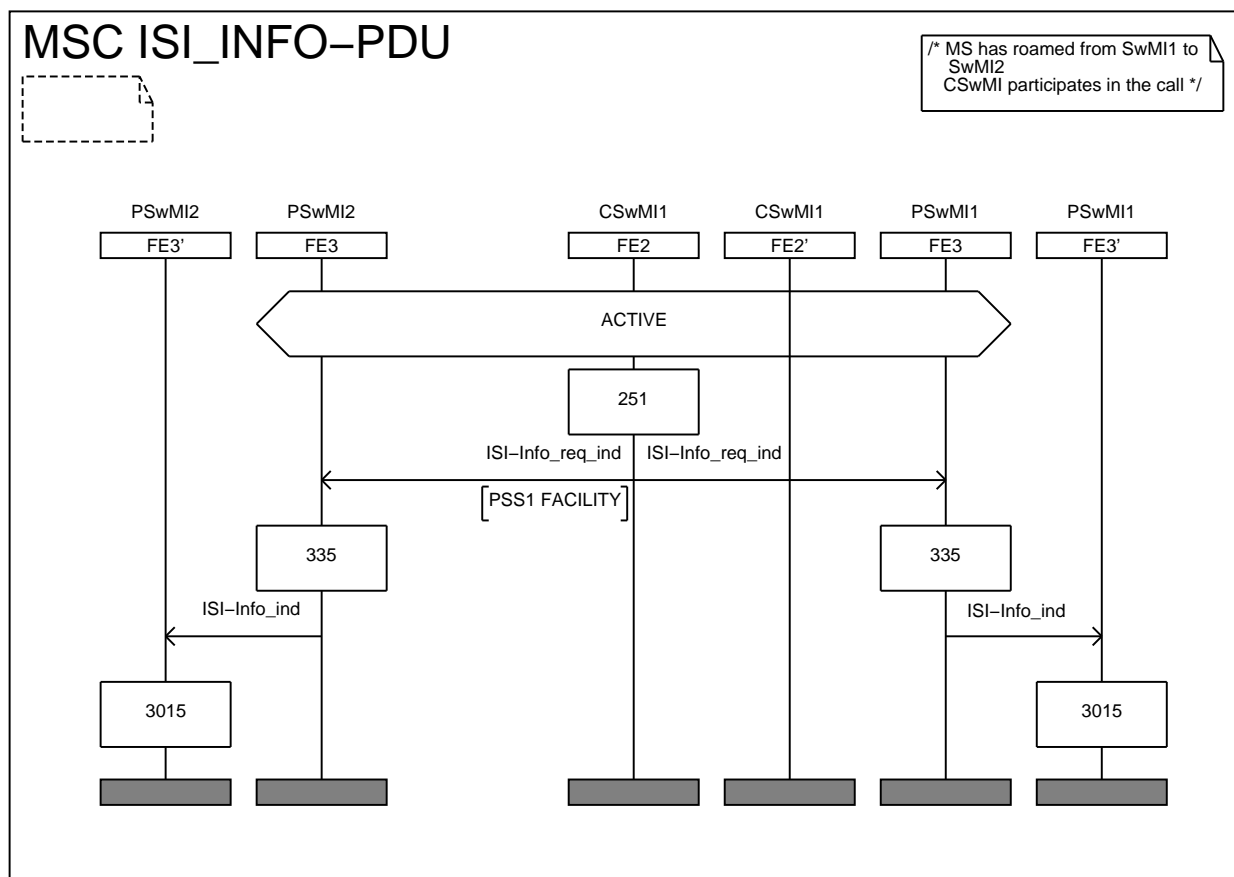 MSC ISI_INFO–PDU
/* MS has roamed from SwMI1 to
SwMI2
CSwMI participates in the call */
PSwMI2 PSwMI2 CSwMI1 CSwMI1 PSwMI1 PSwMI1
FE3' FE3 FE2 FE2' FE3 FE3'
ACTIVE
251
ISI–Info_req_ind ISI–Info_req_ind
[PSS1 FACILITY]
335 335
ISI–Info_ind ISI–Info_ind
3015 3015